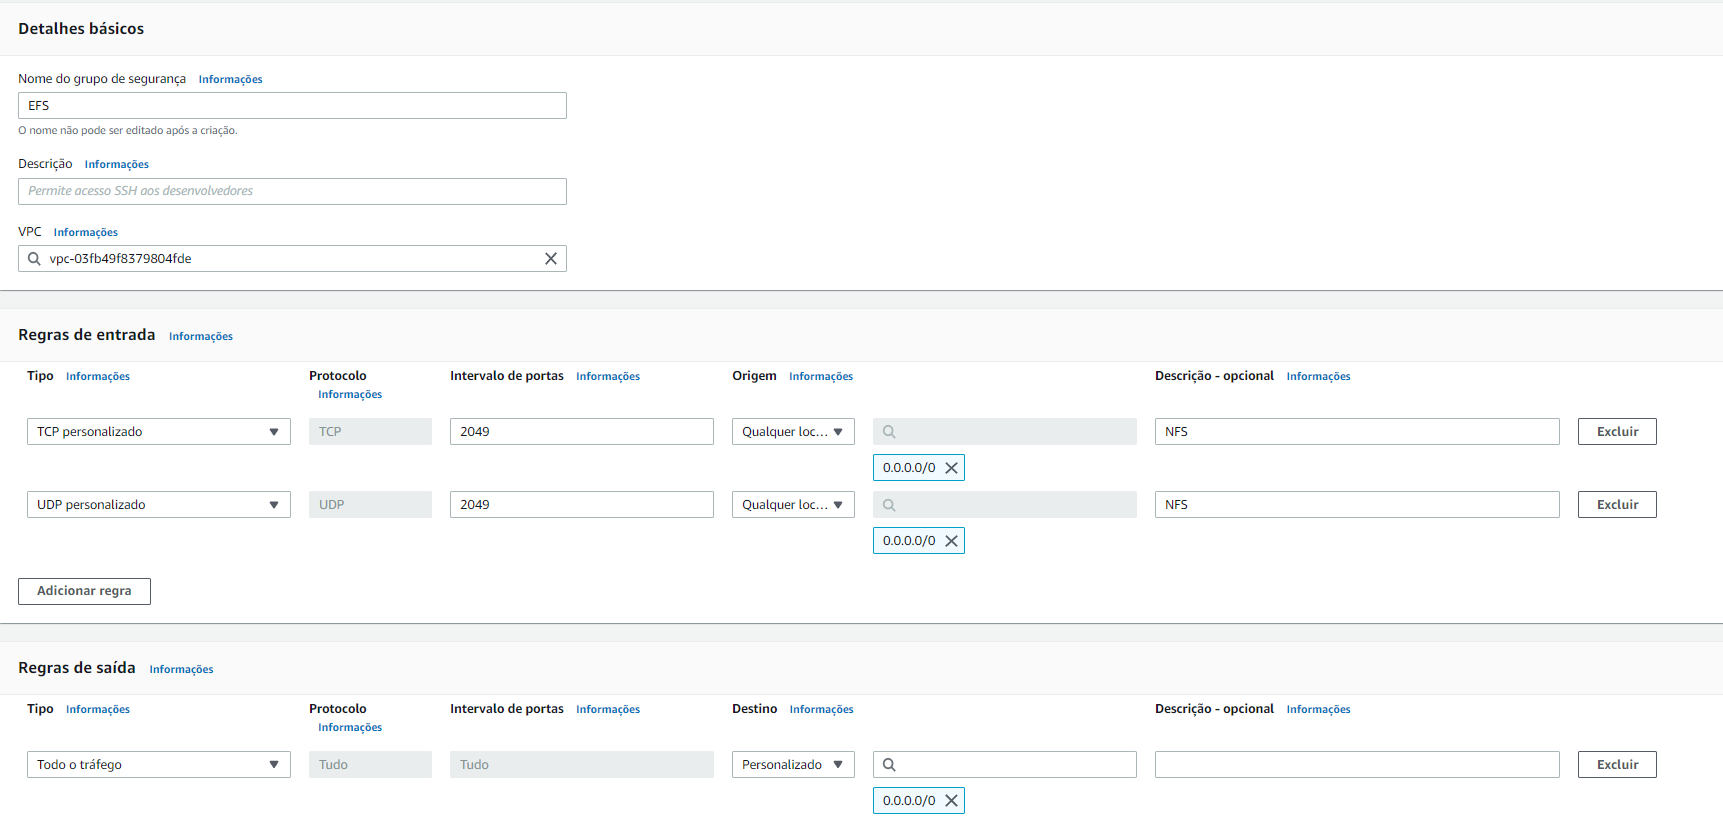 Detalhes básicos
Nome do grupo de segurança Informações
EFS
O nome não pode ser editado após a criação.
Descrição Informações
Permite acesso SSH aos desenvolvedores
VPC Informações
vpc-03fb49f8379804fde
Regras de entrada Informações
Tipo Informações Protocolo Informações Intervalo de portas Informações Origem Informações Descrição - opcional Informações
TCP personalizado TCP 2049 Qualquer loc... NFS Excluir
0.0.0.0/0
UDP personalizado UDP 2049 Qualquer loc... NFS Excluir
0.0.0.0/0
Adicionar regra
Regras de saída Informações
Tipo Informações Protocolo Informações Intervalo de portas Informações Destino Informações Descrição - opcional Informações
Todo o tráfego Tudo Tudo Personalizado Excluir
0.0.0.0/0